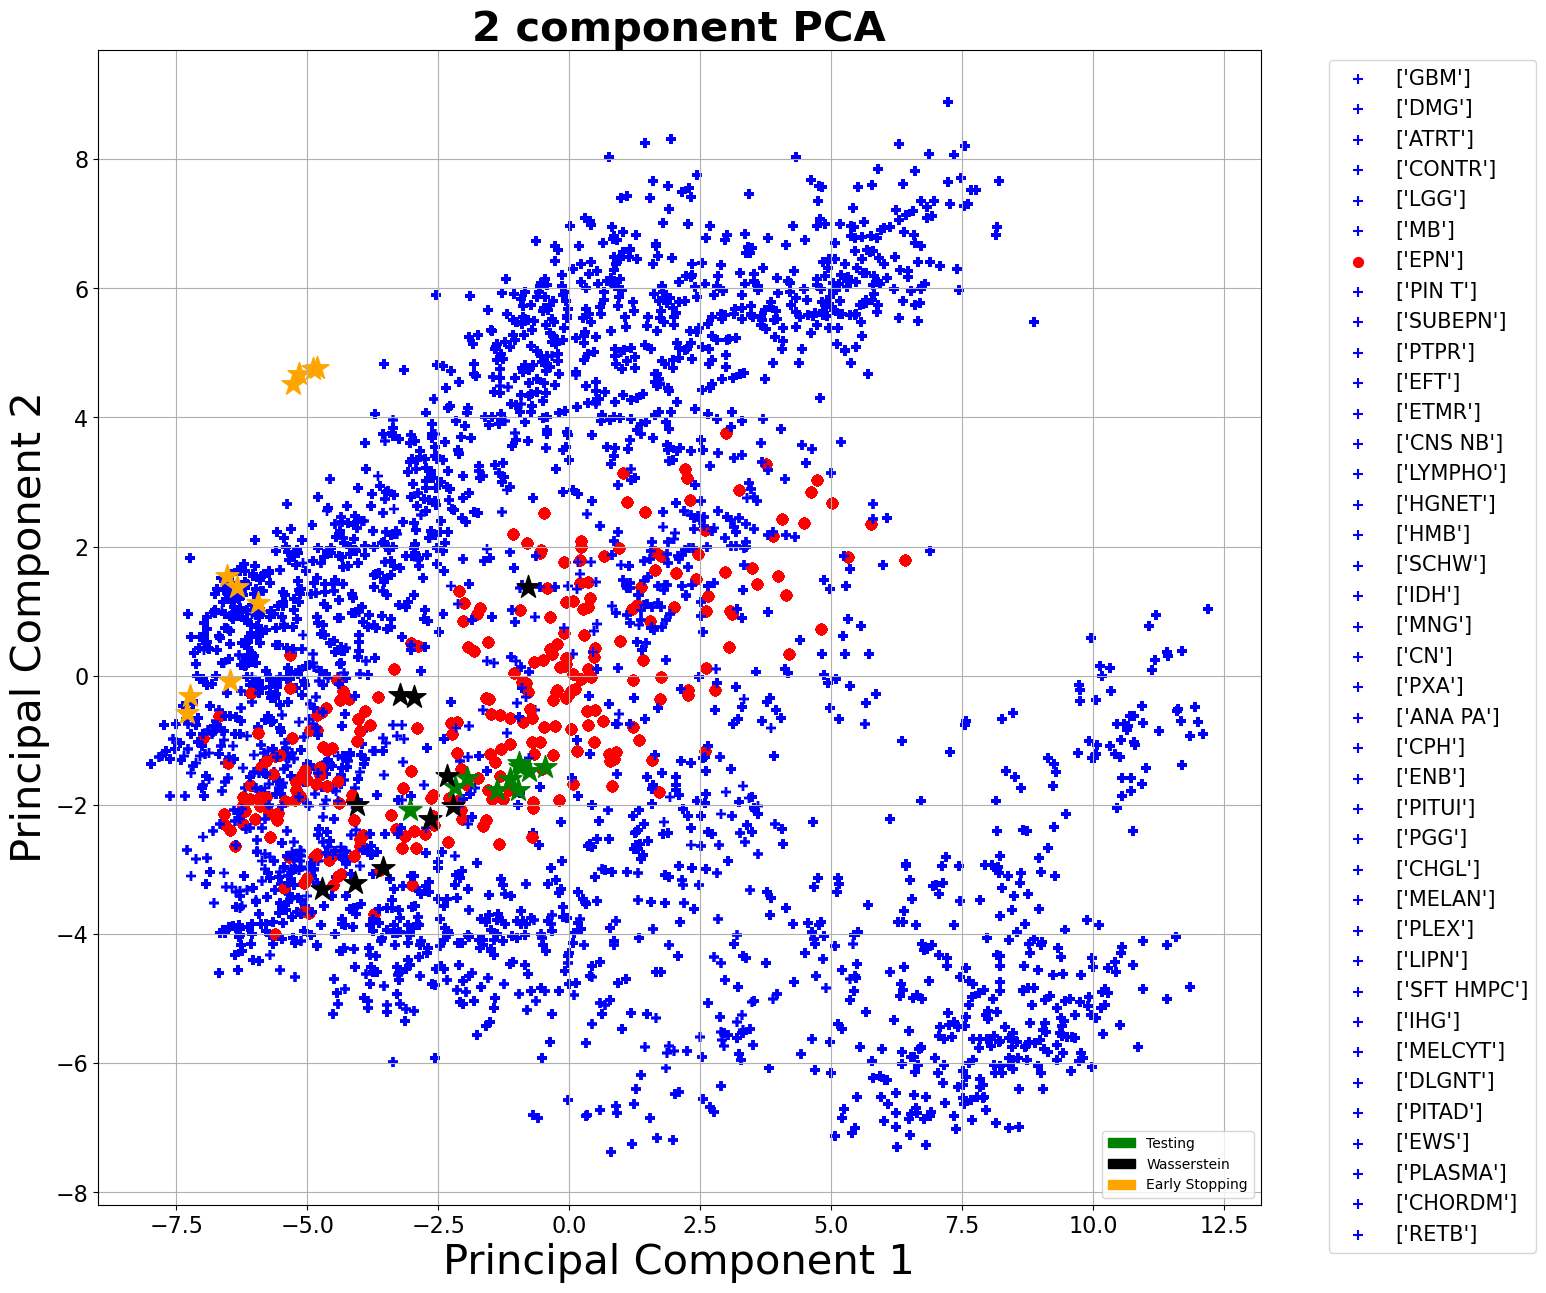 2 component PCA
Principal Component 2
8
6
4
2
0
−2
−4
−6
−8
−7.5 −5.0 −2.5 0.0 2.5 5.0 7.5 10.0 12.5
Principal Component 1
Testing
Wasserstein
Early Stopping
['GBM']
['DMG']
['ATRT']
['CONTR']
['LGG']
['MB']
['EPN']
['PIN T']
['SUBEPN']
['PTPR']
['EFT']
['ETMR']
['CNS NB']
['LYMPHO']
['HGNET']
['HMB']
['SCHW']
['IDH']
['MNG']
['CN']
['PXA']
['ANA PA']
['CPH']
['ENB']
['PITUI']
['PGG']
['CHGL']
['MELAN']
['PLEX']
['LIPN']
['SFT HMPC']
['IHG']
['MELCYT']
['DLGNT']
['PITAD']
['EWS']
['PLASMA']
['CHORDM']
['RETB']